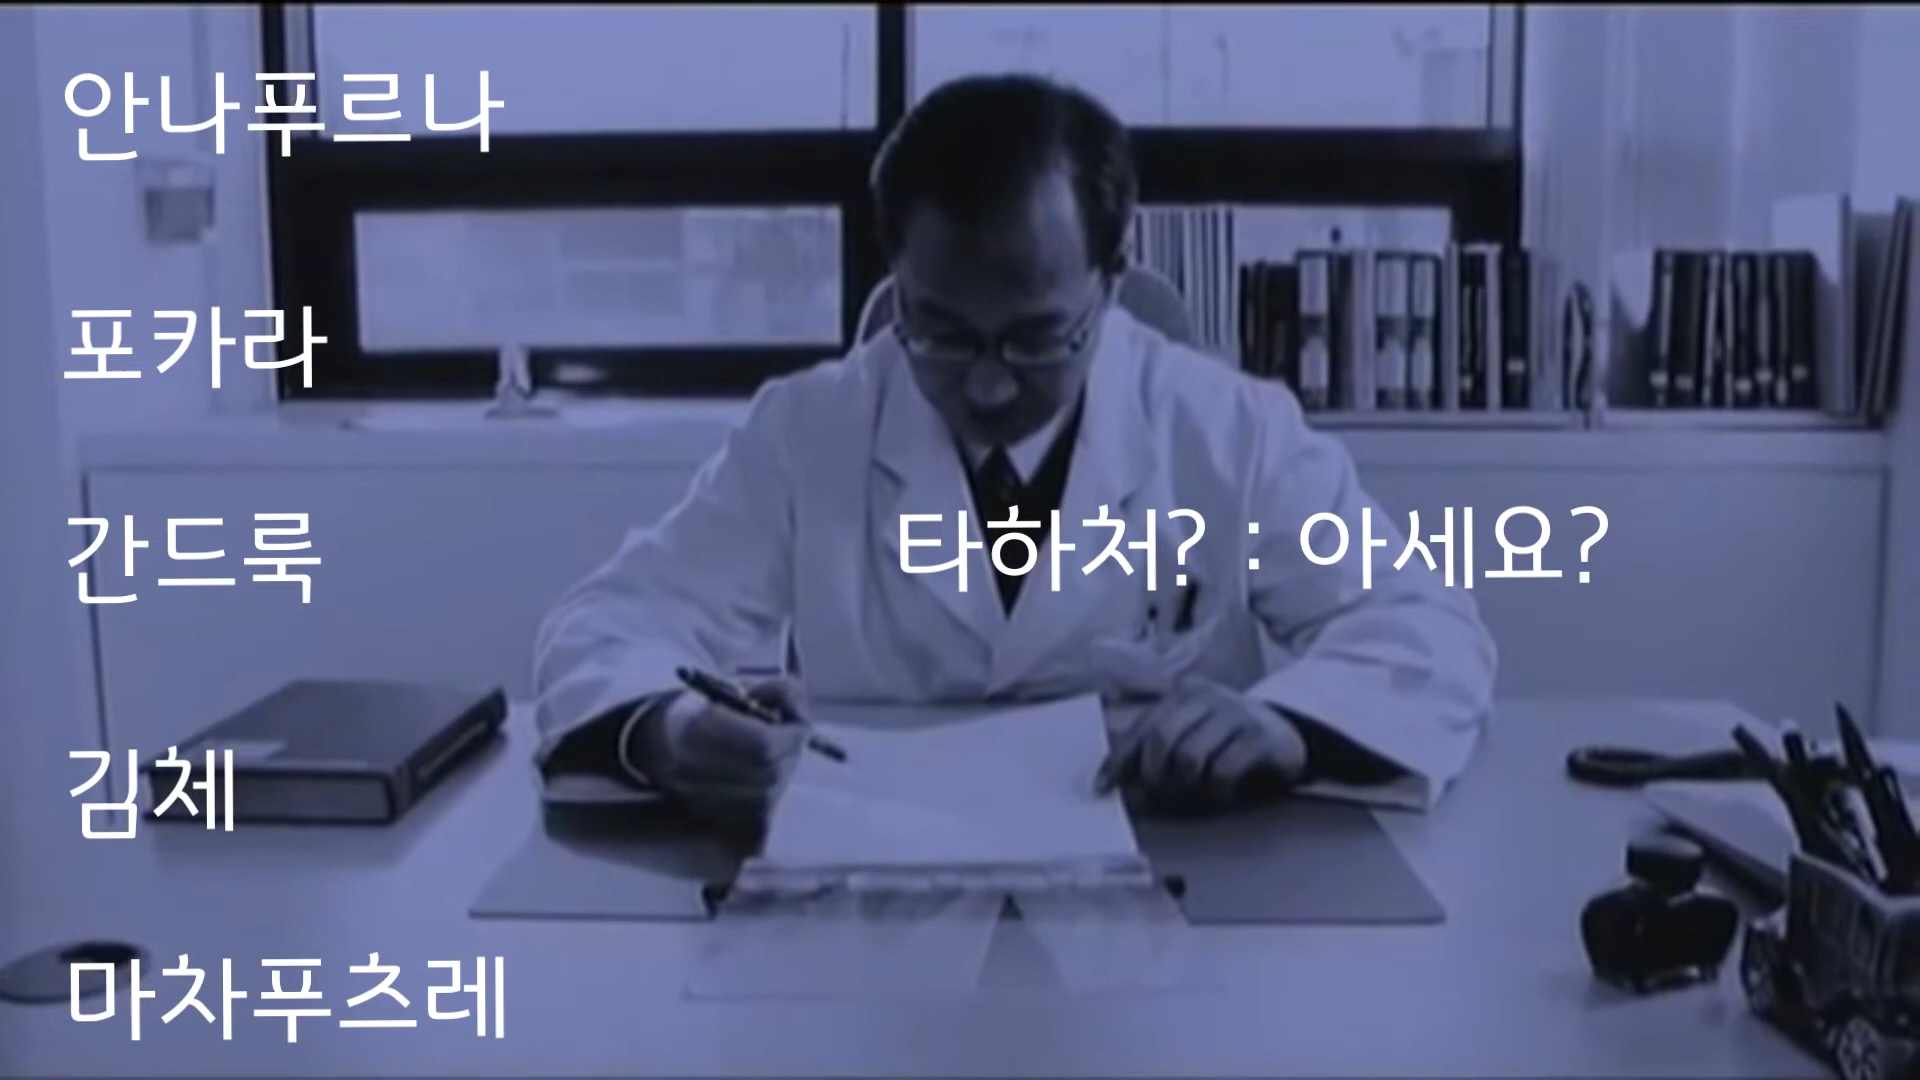 안나푸르나
포카라
간드룩
타하처? : 아세요?
김체
마차푸츠레